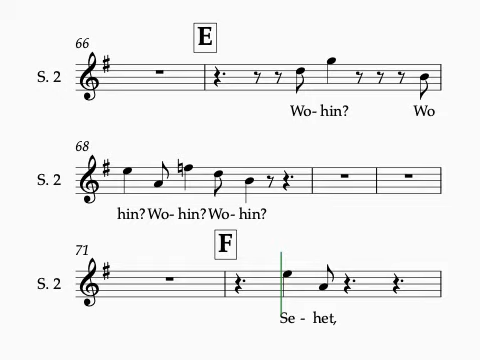 66
E
S. 2
Wo- hin? Wo
68
S. 2
hin? Wo- hin? Wo- hin?
71
F
S. 2
Se - het,